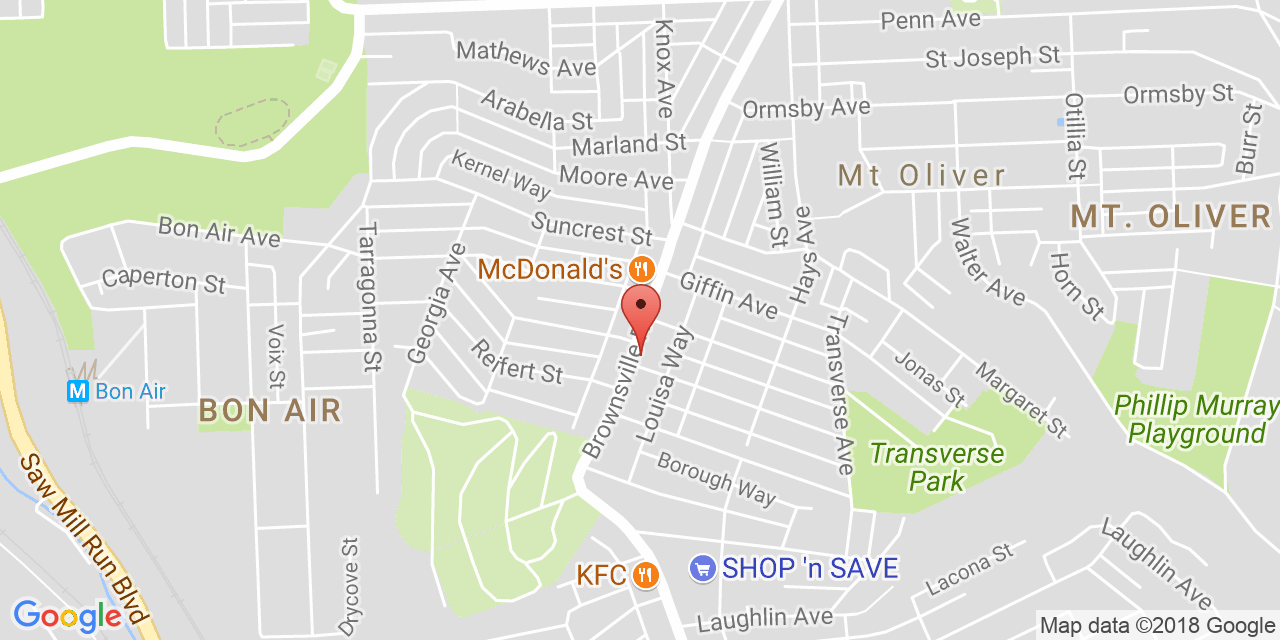 Penn Ave
Knox Ave
Mathews Ave
St Joseph St
Arabella St
Ormsby Ave
Ormsby St
Otillia St
Burr St
Marland St
Kernel Way
Moore Ave
William St
Mt Oliver
MT. OLIVER
Suncrest St
Bon Air Ave
Tarragonna St
Hays Ave
Walter Ave
Horn St
Caperton St
Georgia Ave
McDonald's
Giffin Ave
Voix St
Reifert St
Brownsville
Louisa Way
Transverse Ave
Jonas St
Margaret St
M Bon Air
BON AIR
Phillip Murray
Playground
Transverse
Park
Borough Way
Saw Mill Run Blvd
Drycove St
KFC
SHOP 'n SAVE
Lacona St
Laughlin Ave
Laughlin Ave
Google
Map data ©2018 Google